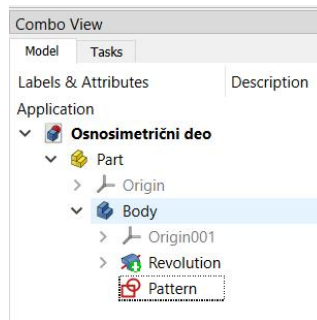 Combo View
Model Tasks
Labels & Attributes Description
Application
Osnosimetrični deo
Part
Origin
Body
Origin001
Revolution
Pattern